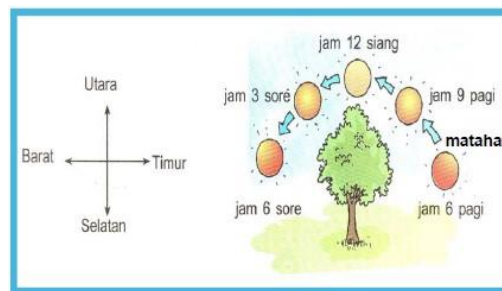 Utara
Barat
Timur
Selatan
jam 12 siang
jam 3 sore
jam 9 pagi
mataha
jam 6 sore
jam 6 pagi